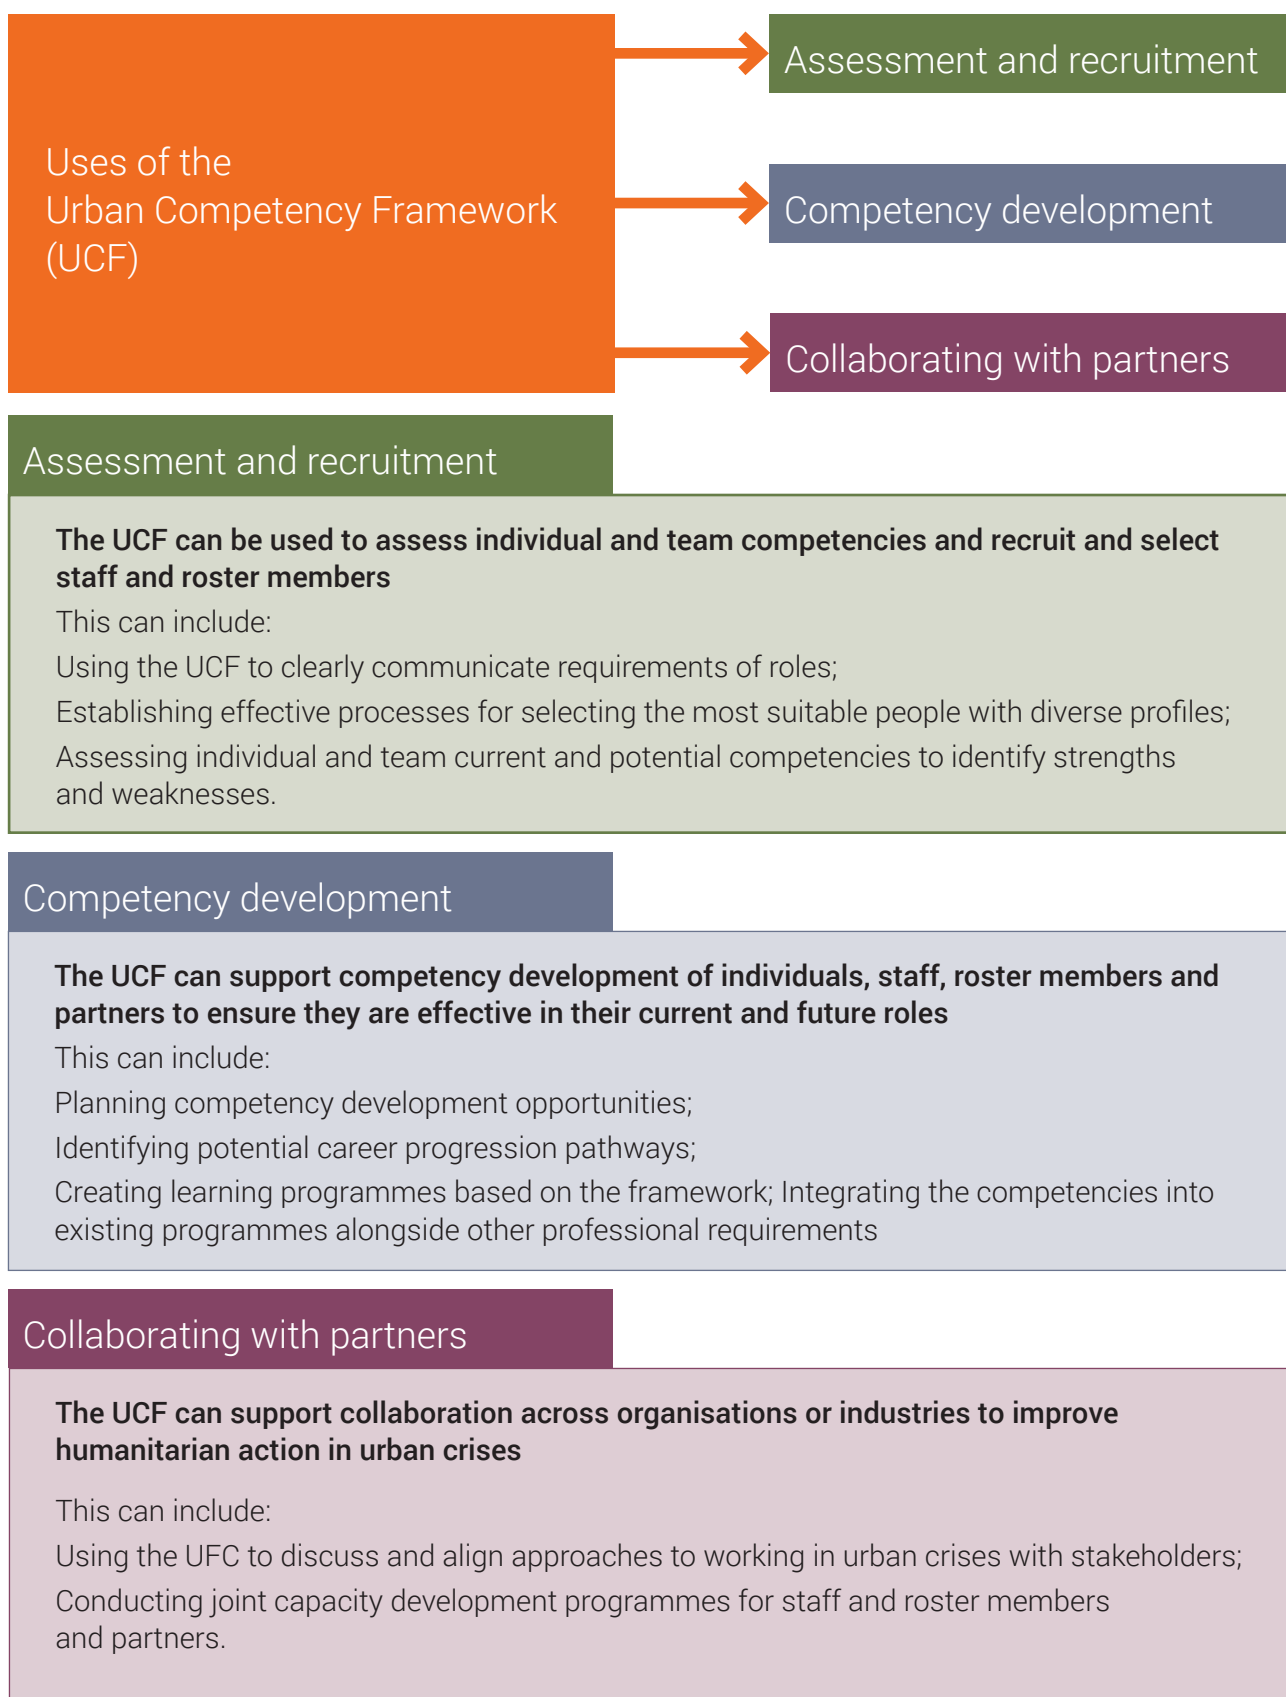 Uses of the
Urban Competency Framework
(UCF)
Assessment and recruitment
Competency development
Collaborating with partners
Assessment and recruitment
The UCF can be used to assess individual and team competencies and recruit and select
staff and roster members
This can include:
Using the UCF to clearly communicate requirements of roles;
Establishing effective processes for selecting the most suitable people with diverse profiles;
Assessing individual and team current and potential competencies to identify strengths
and weaknesses.
Competency development
The UCF can support competency development of individuals, staff, roster members and
partners to ensure they are effective in their current and future roles
This can include:
Planning competency development opportunities;
Identifying potential career progression pathways;
Creating learning programmes based on the framework; Integrating the competencies into
existing programmes alongside other professional requirements
Collaborating with partners
The UCF can support collaboration across organisations or industries to improve
humanitarian action in urban crises
This can include:
Using the UFC to discuss and align approaches to working in urban crises with stakeholders;
Conducting joint capacity development programmes for staff and roster members
and partners.